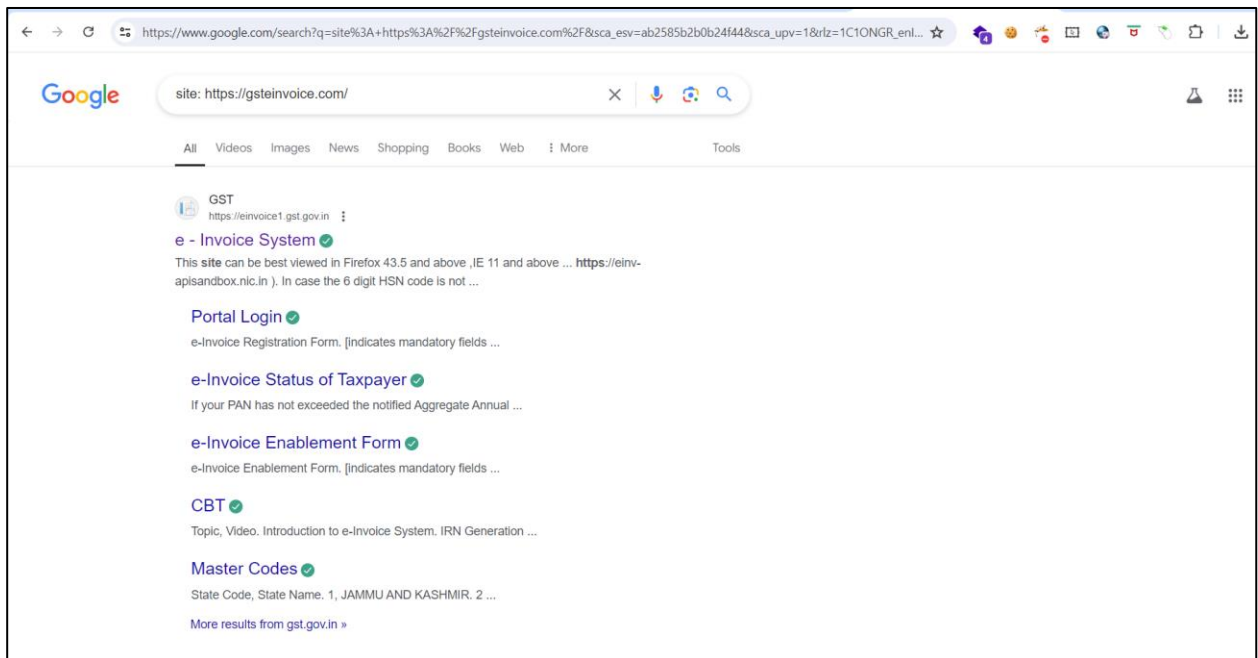 https://www.google.com/search?q=site%3A+https%3A%2F%2Fgsteinvoice.com%2F&sca_esv=ab2585b2b0b24f44&sca_upv=1&rlz=1C1ONGR_enl...
4
Google
site: https://gsteinvoice.com/
All Videos Images News Shopping Books Web More Tools
GST
https://einvoice1.gst.gov.in
e - Invoice System
This site can be best viewed in Firefox 43.5 and above ,IE 11 and above ... https://einv-
apisandbox.nic.in ). In case the 6 digit HSN code is not ...
Portal Login
e-Invoice Registration Form. [indicates mandatory fields ...
e-Invoice Status of Taxpayer
If your PAN has not exceeded the notified Aggregate Annual ...
e-Invoice Enablement Form
e-Invoice Enablement Form. [indicates mandatory fields ...
CBT
Topic, Video. Introduction to e-Invoice System. IRN Generation ...
Master Codes
State Code, State Name. 1, JAMMU AND KASHMIR. 2 ...
More results from gst.gov.in »